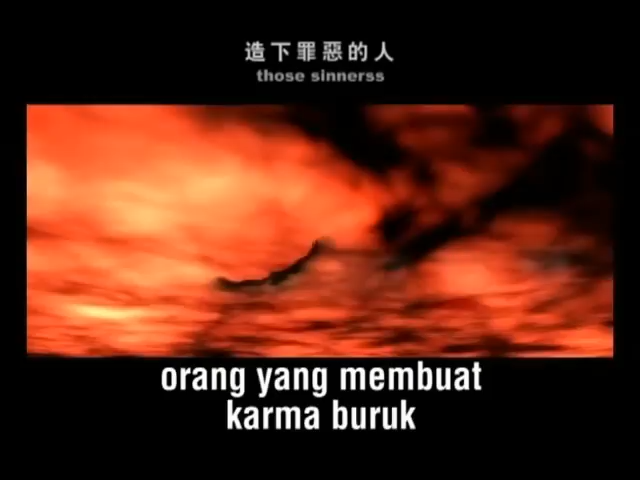 造下罪惡的人
those sinnerss
orang yang membuat
karma buruk